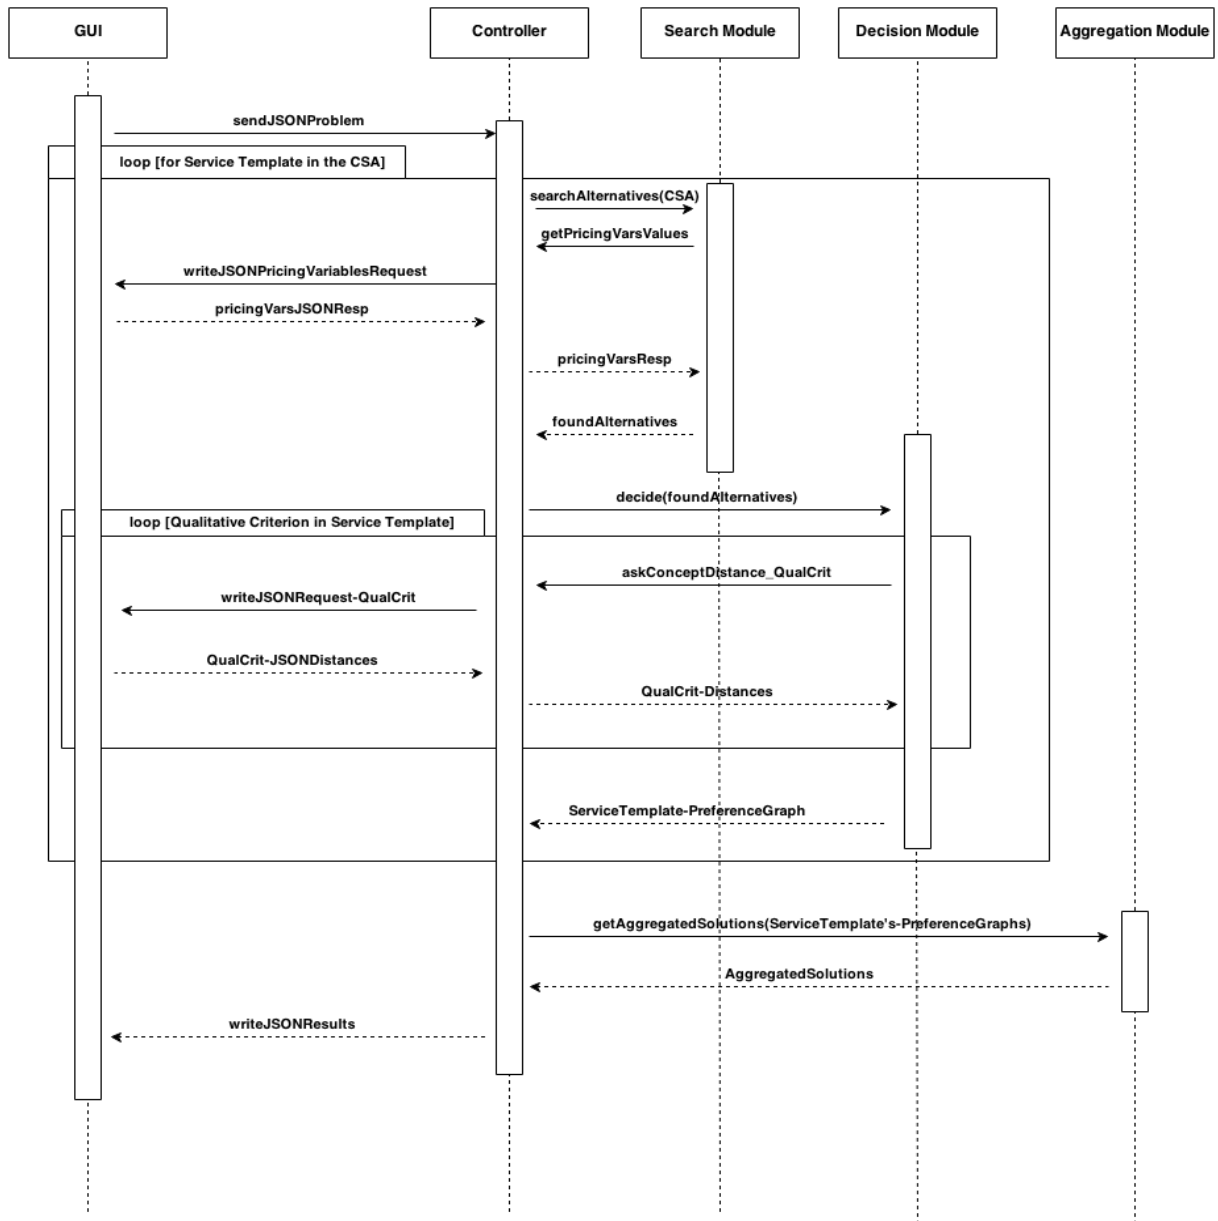 GUI
Controller
Search Module
Decision Module
Aggregation Module
sendJSONProblem
loop [for Service Template in the CSA]
searchAlternatives(CSA)
getPricingVarsValues
writeJSONPricingVariablesRequest
pricingVarsJSONResp
pricingVarsResp
foundAlternatives
decide(foundAlternatives)
loop [Qualitative Criterion in Service Template]
askConceptDistance_QualCrit
writeJSONRequest-QualCrit
QualCrit-JSONDistances
QualCrit-Distances
ServiceTemplate-PreferenceGraph
getAggregatedSolutions(ServiceTemplate's-PreferenceGraphs)
AggregatedSolutions
writeJSONResults